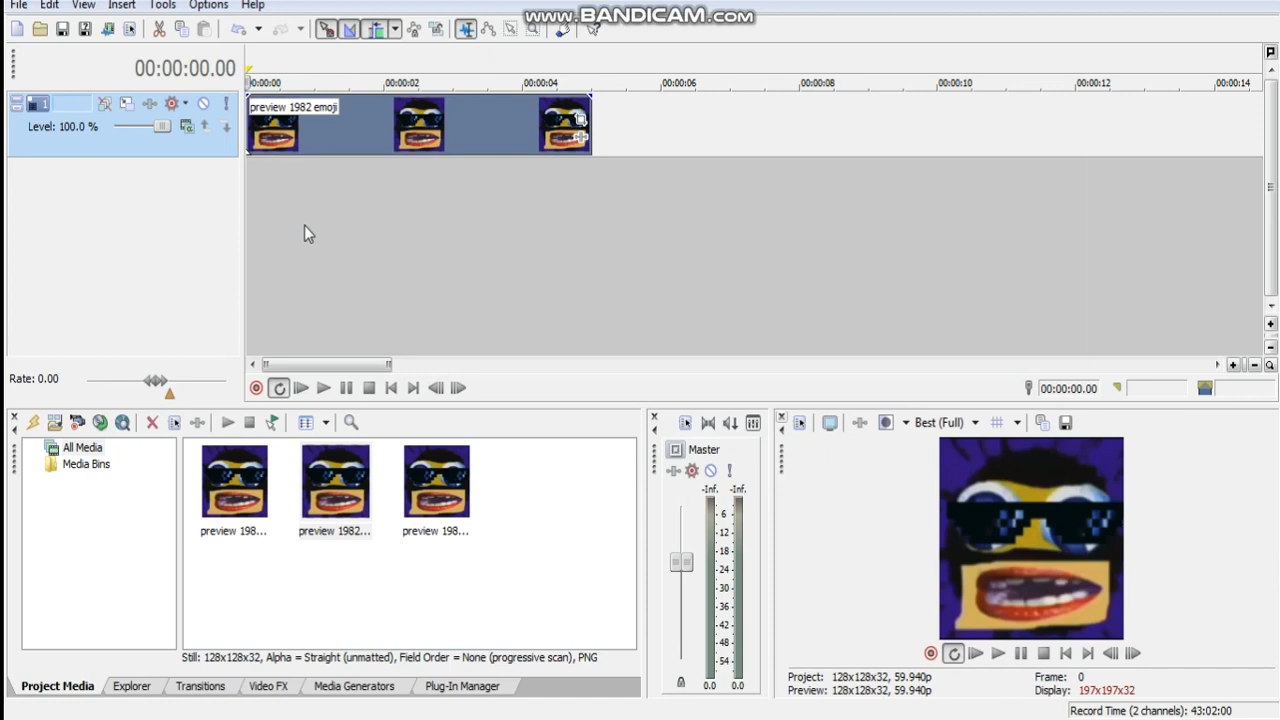 File Edit View Insert Tools Options Help
www.BANDICAM.com
00:00:00.00
00:00:02 00:00:04 00:00:06 00:00:08 00:00:10 00:00:12 00:00:14
1
preview 1982 emoji
Level: 100.0 %
Rate: 0.00
00:00:00.00
All Media
Media Bins
preview 198... preview 1982... preview 198...
Still: 128x128x32, Alpha = Straight (unmatted), Field Order = None (progressive scan), PNG
Project Media Explorer Transitions Video FX Media Generators Plug-In Manager
Master
-Inf. -Inf.
6
12
18
24
30
36
42
48
54
0.0 0.0
Best (Full)
Project: 128x128x32, 59.940p Frame: 0
Preview: 128x128x32, 59.940p Display: 197x197x32
Record Time (2 channels): 43:02:00